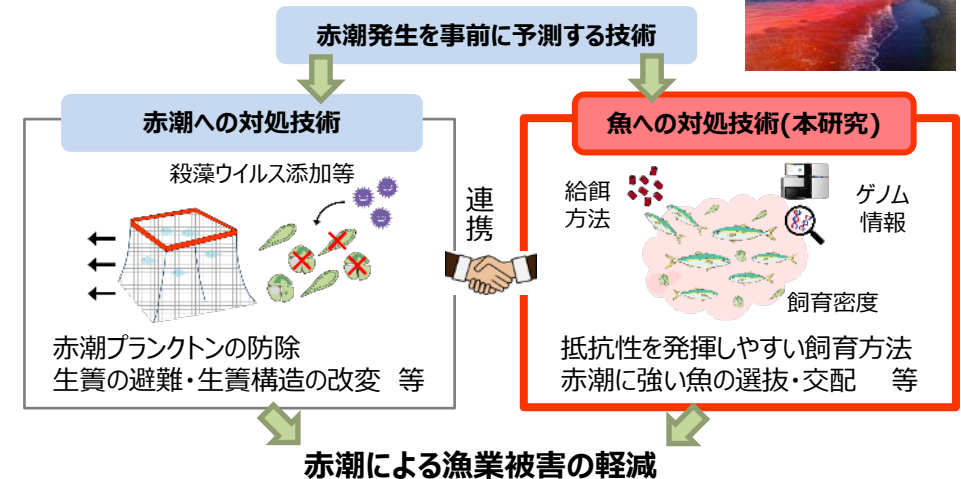 赤潮発生を事前に予測する技術
赤潮への対処技術
殺藻ウイルス添加等
赤潮プランクトンの防除
生簀の避難・生簀構造の改変 等
連携
魚への対処技術(本研究)
給餌
方法
ゲノム
情報
飼育密度
抵抗性を発揮しやすい飼育方法
赤潮に強い魚の選抜・交配 等
赤潮による漁業被害の軽減